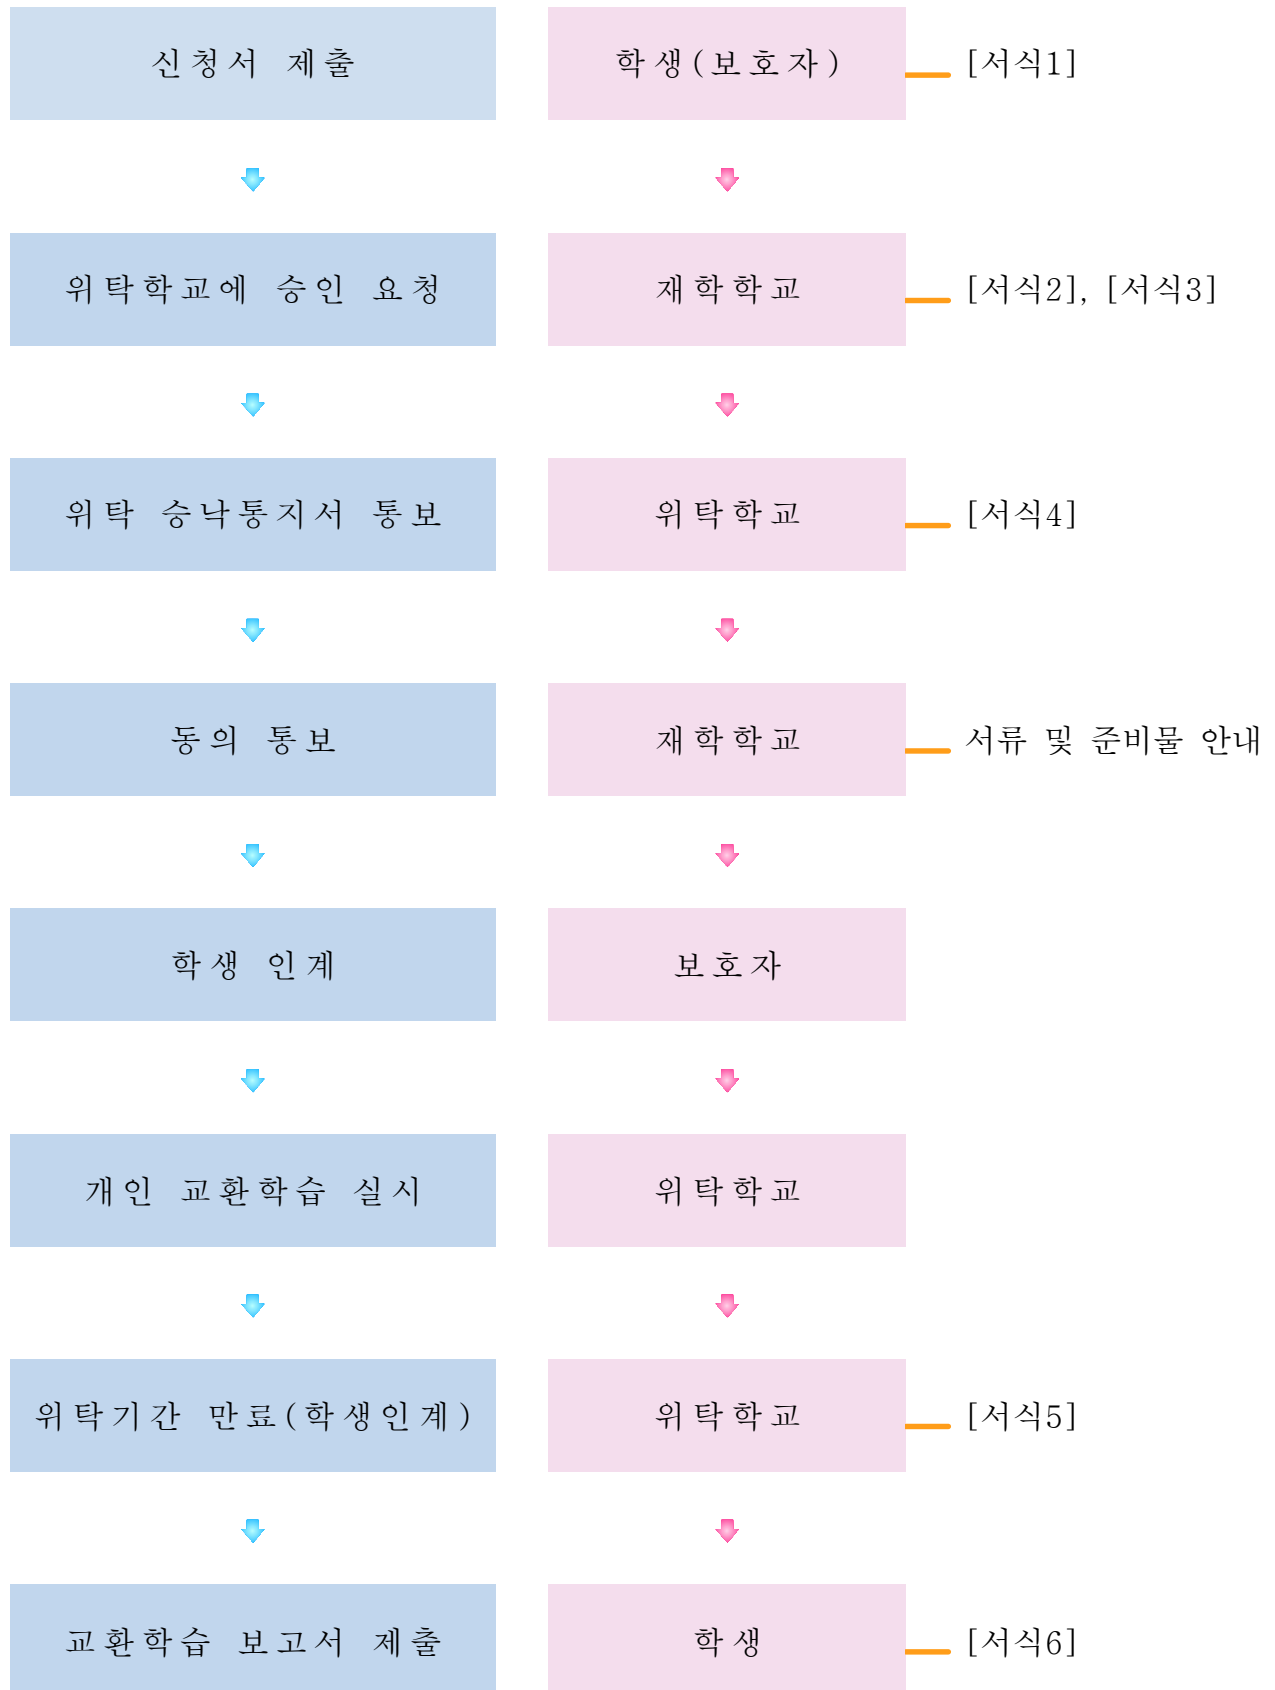 신청서 제출 학생(보호자) [서식1]
위탁학교에 승인 요청 재학학교 [서식2], [서식3]
위탁 승낙통지서 통보 위탁학교 [서식4]
동의 통보 재학학교 서류 및 준비물 안내
학생 인계 보호자
개인 교환학습 실시 위탁학교
위탁기간 만료(학생인계) 위탁학교 [서식5]
교환학습 보고서 제출 학생 [서식6]